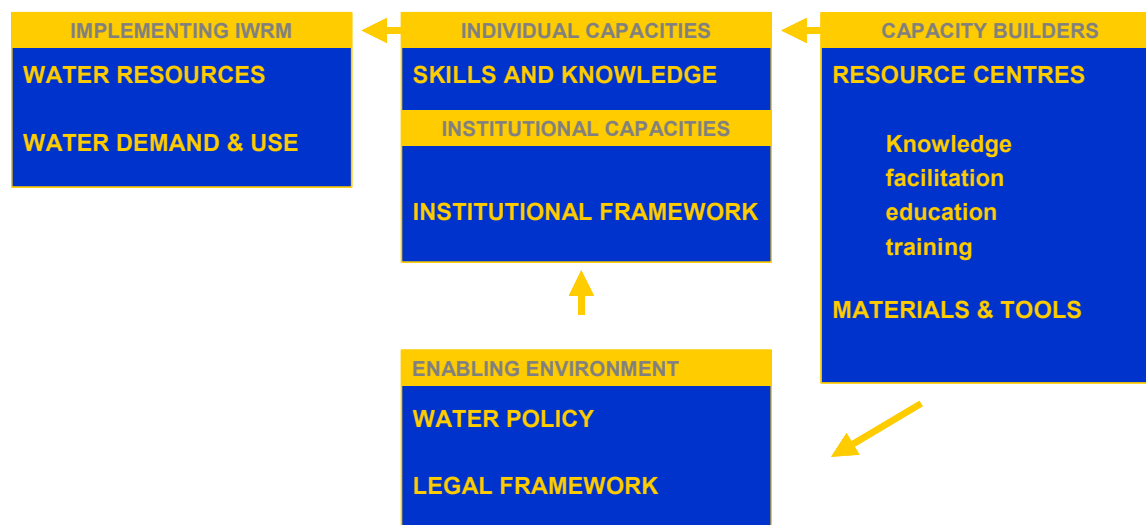 IMPLEMENTING IWRM
WATER RESOURCES
WATER DEMAND & USE
INDIVIDUAL CAPACITIES
SKILLS AND KNOWLEDGE
INSTITUTIONAL CAPACITIES
INSTITUTIONAL FRAMEWORK
CAPACITY BUILDERS
RESOURCE CENTRES
Knowledge
facilitation
education
training
MATERIALS & TOOLS
ENABLING ENVIRONMENT
WATER POLICY
LEGAL FRAMEWORK